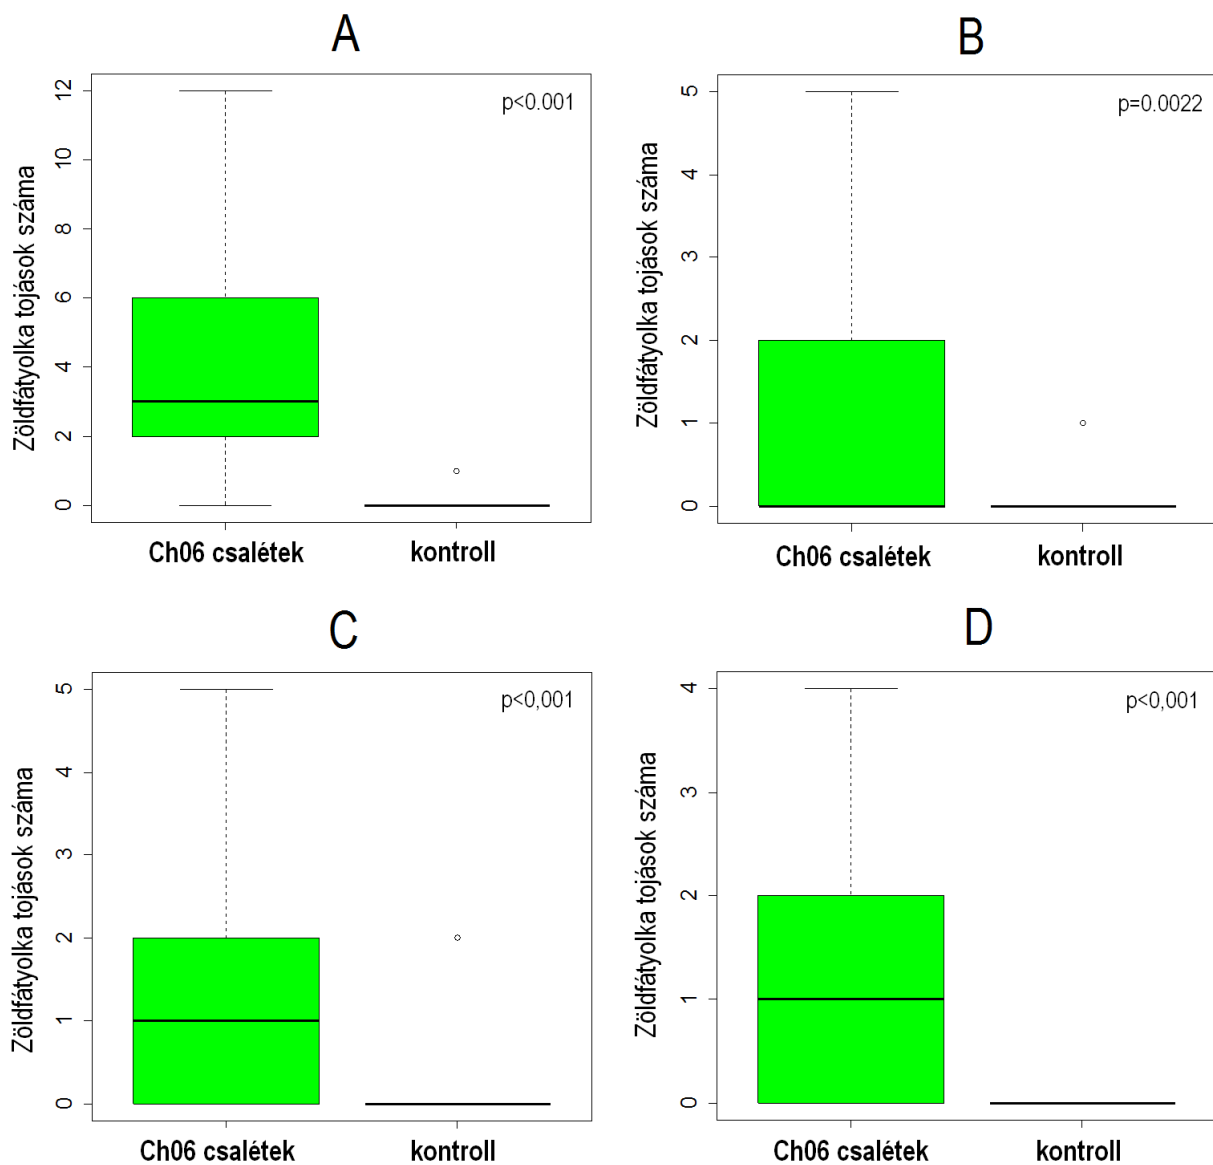 A
p<0.001
Zöldfátyolka tojások száma
12
10
8
6
4
2
0
Ch06 csalétek
kontroll
B
p=0.0022
Zöldfátyolka tojások száma
5
4
3
2
1
0
Ch06 csalétek
kontroll
C
p<0,001
Zöldfátyolka tojások száma
5
4
3
2
1
0
Ch06 csalétek
kontroll
D
p<0,001
Zöldfátyolka tojások száma
4
3
2
1
0
Ch06 csalétek
kontroll